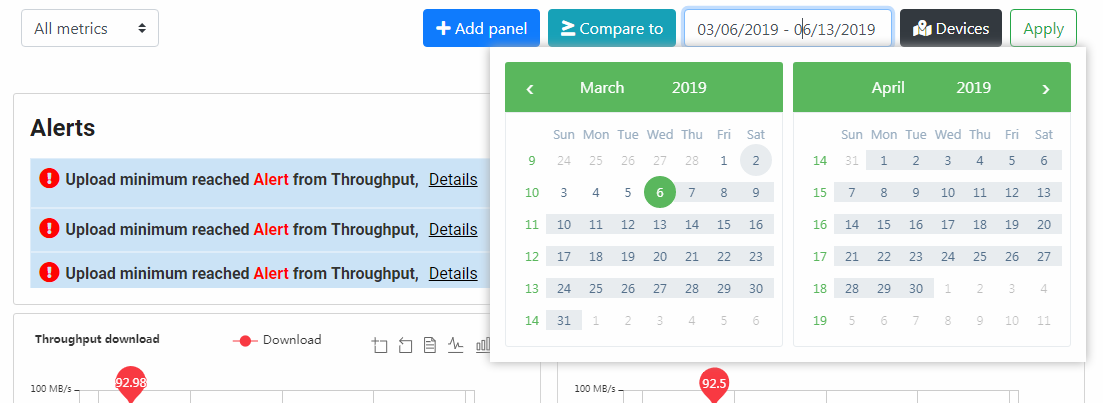 All metrics
Add panel
Compare to
03/06/2019 - 06/13/2019
Devices
Apply
March 2019
Sun Mon Tue Wed Thu Fri Sat
9 24 25 26 27 28 1 2
10 3 4 5 6 7 8 9
11 10 11 12 13 14 15 16
12 17 18 19 20 21 22 23
13 24 25 26 27 28 29 30
14 31 1 2 3 4 5 6
April 2019
Sun Mon Tue Wed Thu Fri Sat
14 31 1 2 3 4 5 6
15 7 8 9 10 11 12 13
16 14 15 16 17 18 19 20
17 21 22 23 24 25 26 27
18 28 29 30 1 2 3 4
19 5 6 7 8 9 10 11
Alerts
Upload minimum reached Alert from Throughput, Details
Upload minimum reached Alert from Throughput, Details
Upload minimum reached Alert from Throughput, Details
Throughput download
Download
100 MB/s
92.98
100 MB/s
92.5